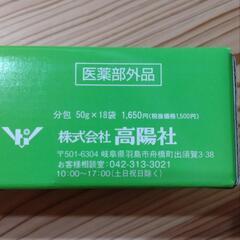 医薬部外品
分包 50g×18袋 1,650円(税抜価格1,500円)
株式会社 高陽社
〒501-6304 岐阜県羽島市舟橋町出須賀3-38
お客様相談室: 042-313-3021
10:00〜17:00(土日祝日除く)